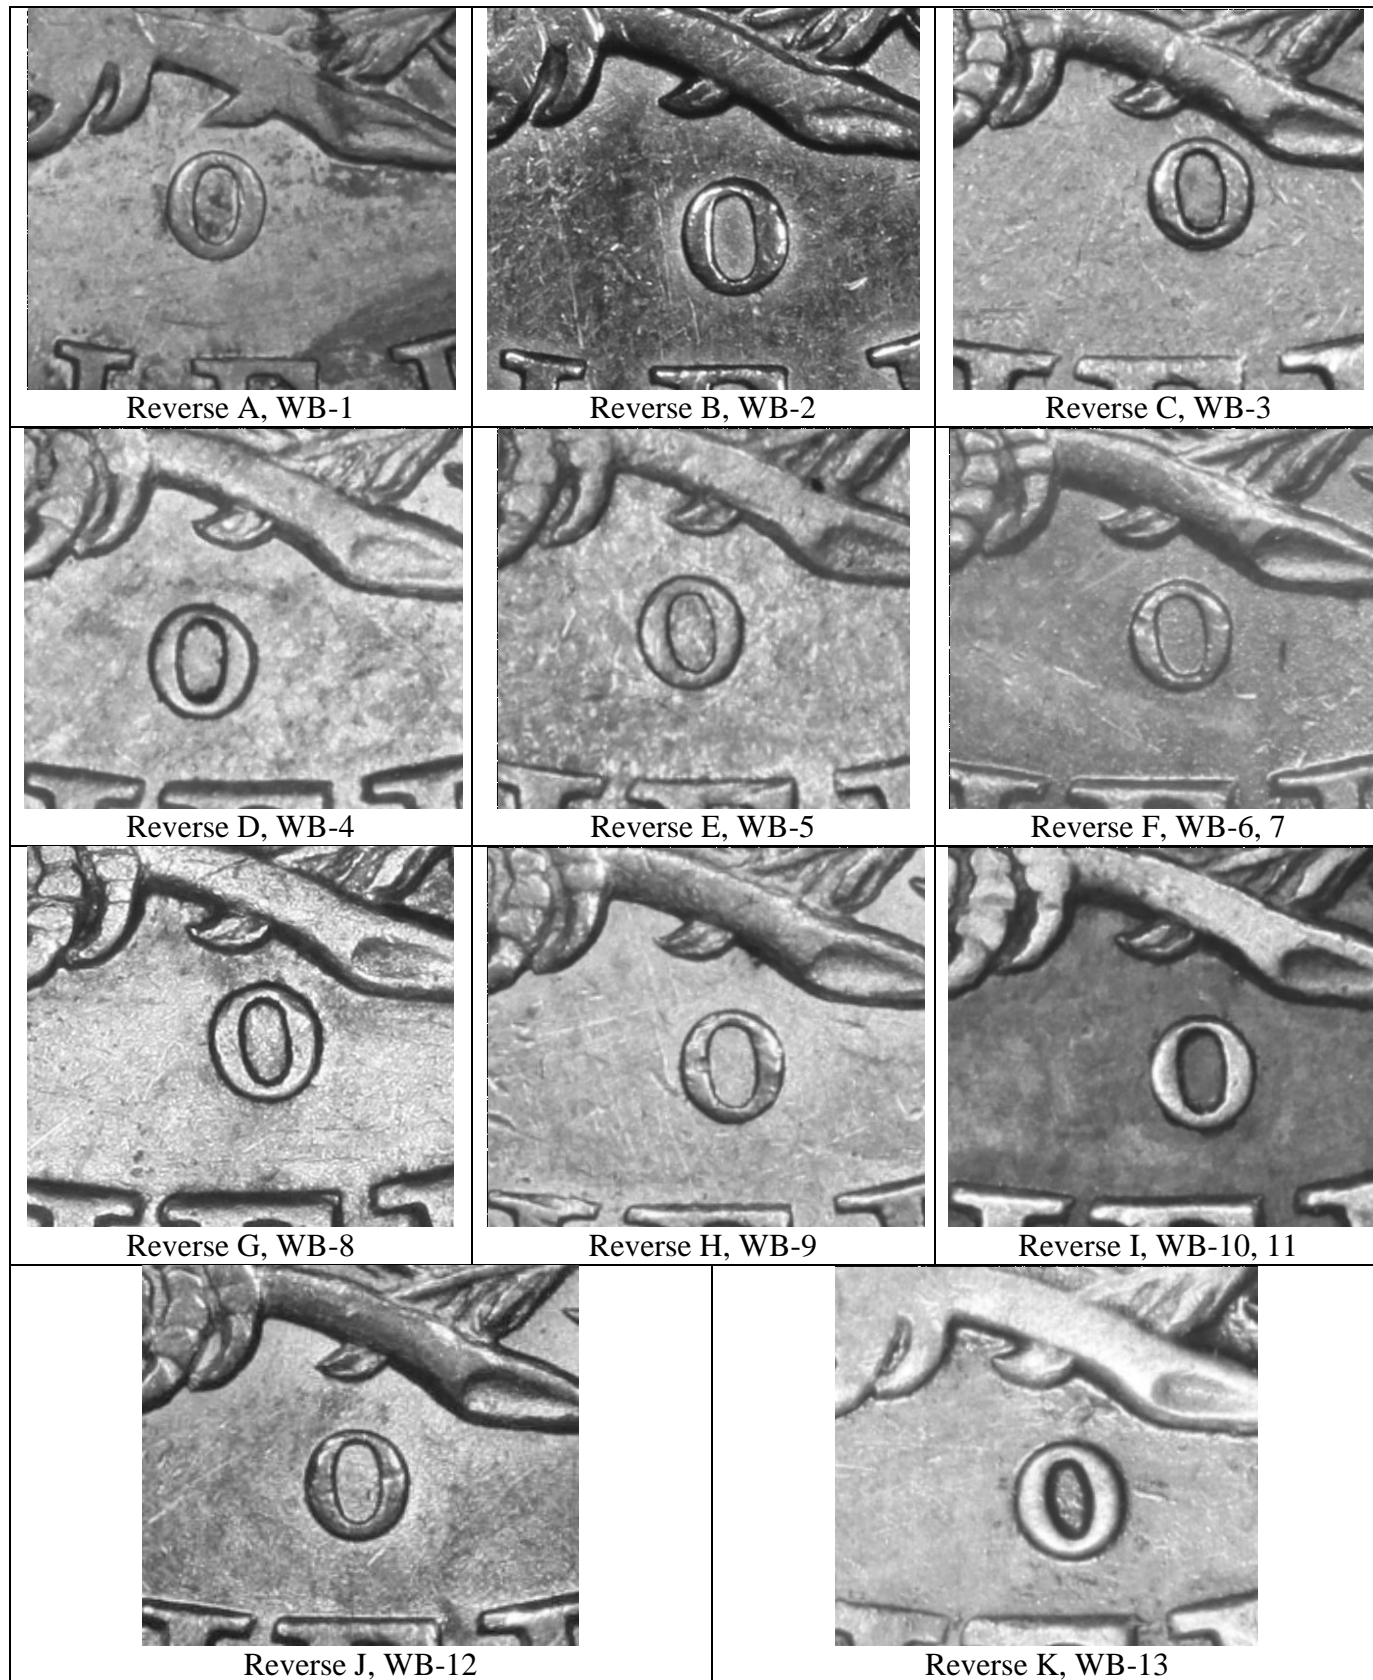 O
O
O
Reverse A, WB-1
Reverse B, WB-2
Reverse C, WB-3
O
O
O
Reverse D, WB-4
Reverse E, WB-5
Reverse F, WB-6, 7
O
O
O
Reverse G, WB-8
Reverse H, WB-9
Reverse I, WB-10, 11
O
O
Reverse J, WB-12
Reverse K, WB-13